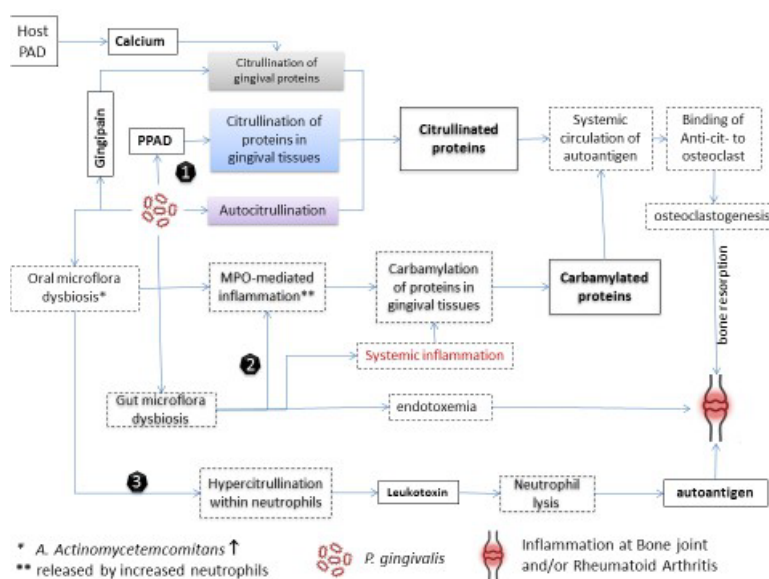 Host
PAD
Calcium
Citrullination of
gingival proteins
Gingipain
PPAD
Citrullination of
proteins in
gingival tissues
Citrullinated
proteins
Systemic
circulation of
autoantigen
Binding of
Anti-cit- to
osteoclast
1
Autocitrullination
osteoclastogenesis
Oral microflora
dysbiosis*
MPO-mediated
inflammation**
Carbamylation
of proteins in
gingival tissues
Carbamylated
proteins
bone resorption
2
Systemic inflammation
Gut microflora
dysbiosis
endotoxemia
3
Hypercitrullination
within neutrophils
Leukotoxin
Neutrophil
lysis
autoantigen
* A. Actinomycetemcomitans ↑
** released by increased neutrophils
P. gingivalis
Inflammation at Bone joint
and/or Rheumatoid Arthritis